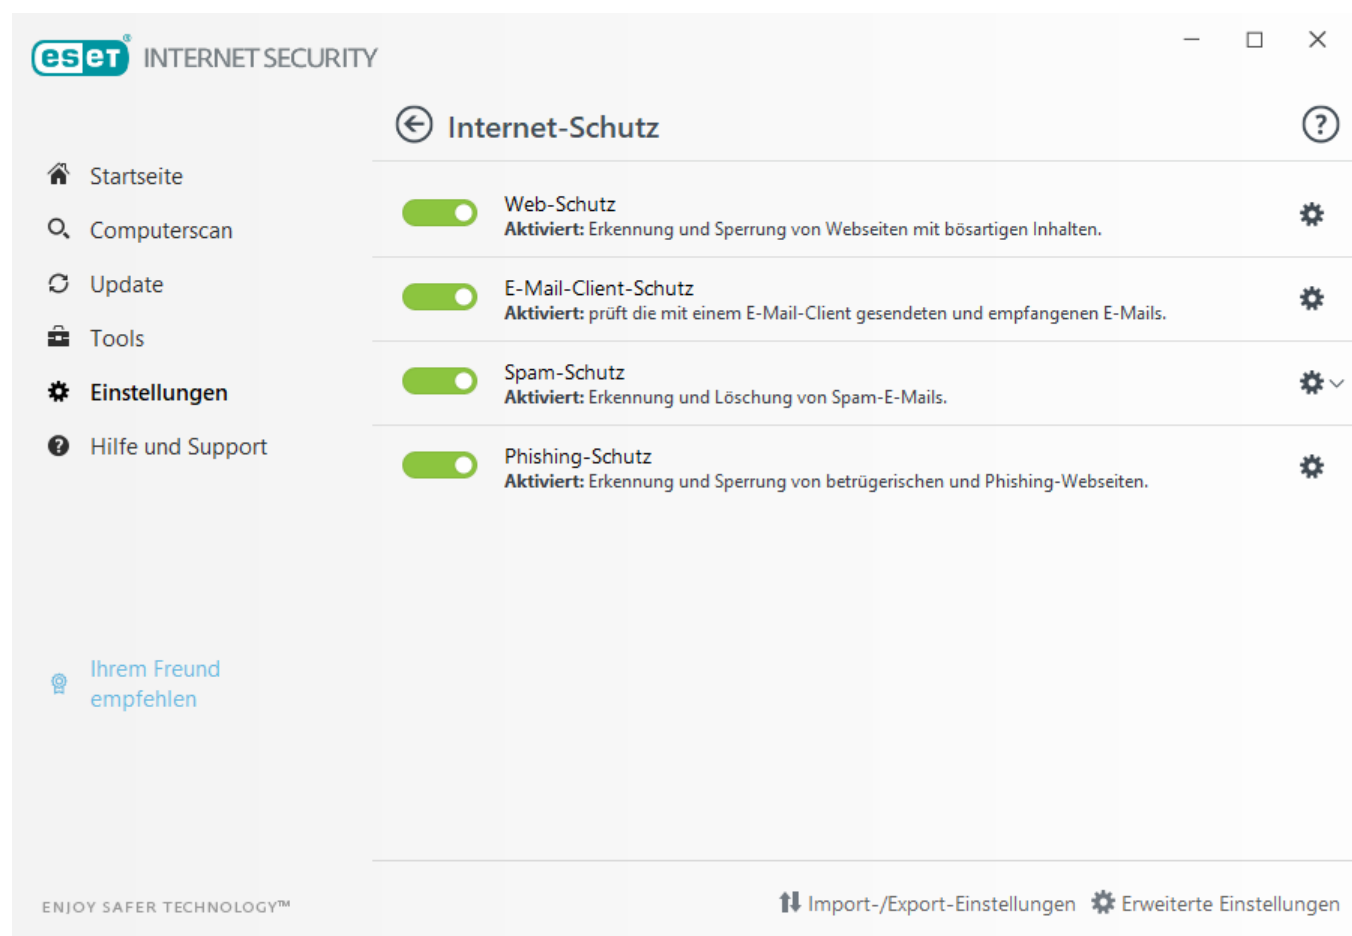 eset® INTERNET SECURITY
Internet-Schutz
?
Startseite
Computerscan
Update
Tools
Einstellungen
Hilfe und Support
Web-Schutz
Aktiviert: Erkennung und Sperrung von Webseiten mit bösartigen Inhalten.
E-Mail-Client-Schutz
Aktiviert: prüft die mit einem E-Mail-Client gesendeten und empfangenen E-Mails.
Spam-Schutz
Aktiviert: Erkennung und Löschung von Spam-E-Mails.
Phishing-Schutz
Aktiviert: Erkennung und Sperrung von betrügerischen und Phishing-Webseiten.
Ihrem Freund
empfehlen
ENJOY SAFER TECHNOLOGY™
Import-/Export-Einstellungen Erweiterte Einstellungen